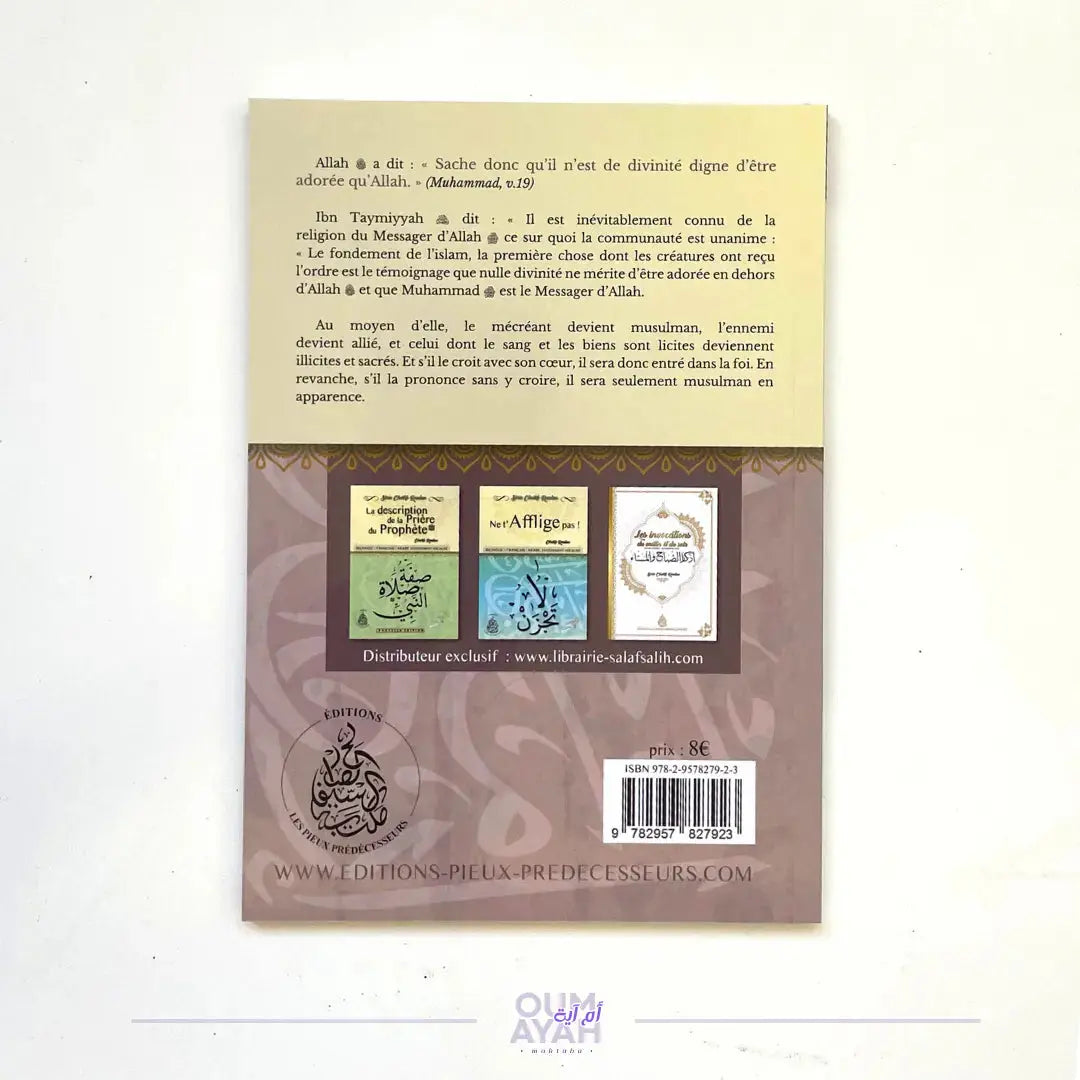 Allah ﷻ a dit : « Sache donc qu'il n'est de divinité digne d'être
adorée qu'Allah. » (Muhammad, v.19)
Ibn Taymiyyah dit : « Il est inévitablement connu de la
religion du Messager d'Allah ﷺ ce sur quoi la communauté est unanime :
« Le fondement de l'islam, la première chose dont les créatures ont reçu
l'ordre est le témoignage que nulle divinité ne mérite d'être adorée en dehors
d'Allah ﷻ et que Muhammad ﷺ est le Messager d'Allah.
Au moyen d'elle, le mécréant devient musulman, l'ennemi
devient allié, et celui dont le sang et les biens sont licites deviennent
illicites et sacrés. Et s'il le croit avec son cœur, il sera donc entré dans la foi. En
revanche, s'il la prononce sans y croire, il sera seulement musulman en
apparence.
La description
de la Prière
du Prophète ﷺ
صفة
صلاة
النبي
Ne t'Afflige pas !
لا
تحزن
Les invocations
du matin et du soir
أذكار الصباح والمساء
Distributeur exclusif : www.librairie-salafsalih.com
ÉDITIONS
LES PIEUX PRÉDÉCESSEURS
prix : 8€
ISBN 978-2-9578279-2-3
9 782957 827923
WWW.EDITIONS-PIEUX-PREDECESSEURS.COM
OUM
أم آية
AYAH
• maktaba •